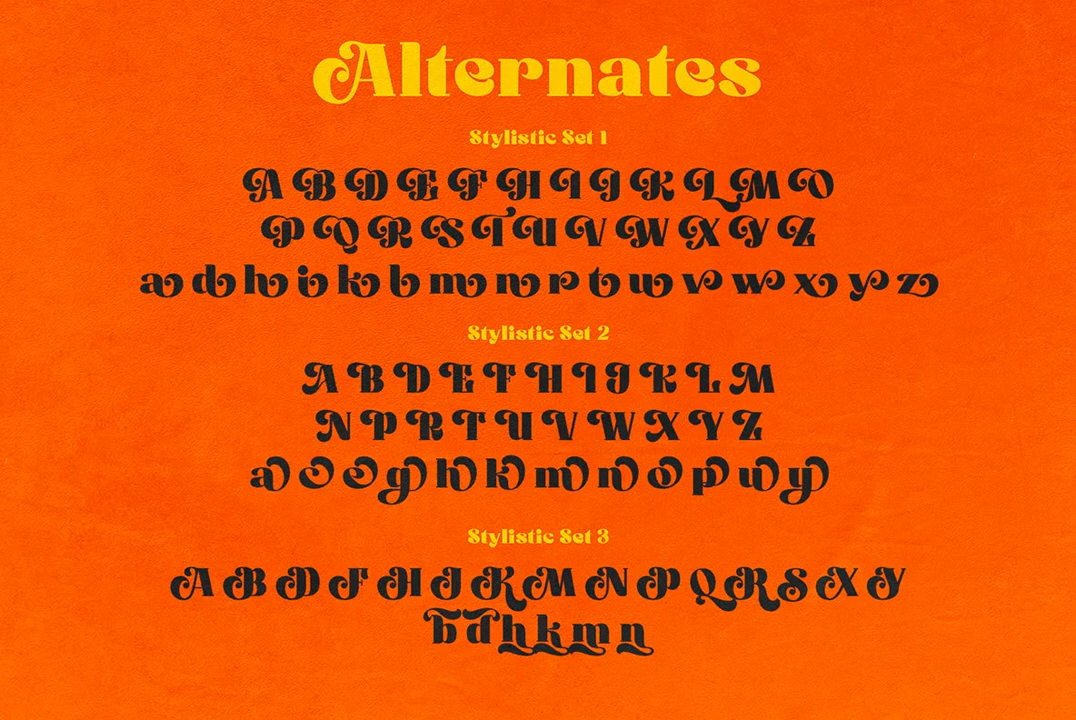 Alternates
Stylistic Set 1
A B D E F H I J K L M O
P Q R S T U V W X Y Z
a d h i k b m n r t u v w x y z
Stylistic Set 2
A B D E F H I J K L M
N P R T U V W X Y Z
a c e g h k m n o p u y
Stylistic Set 3
A B D F H J K M N P Q R S X Y
b d h k m n